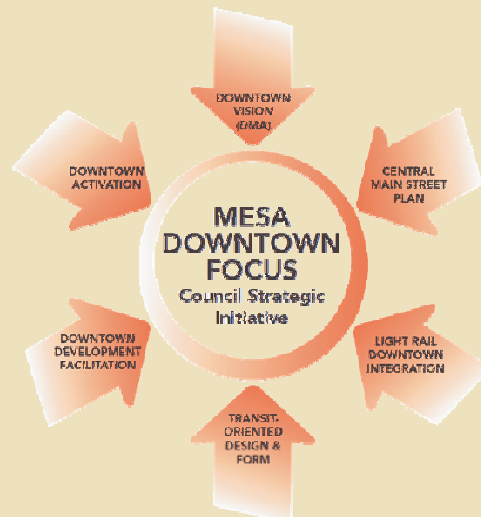 DOWNTOWN
VISION
(DMA)
DOWNTOWN
ACTIVATION
CENTRAL
MAIN STREET
PLAN
MESA
DOWNTOWN
FOCUS
Council Strategic
Initiative
DOWNTOWN
DEVELOPMENT
FACILITATION
LIGHT RAIL
DOWNTOWN
INTEGRATION
TRANSIT-
ORIENTED
DESIGN &
FORM